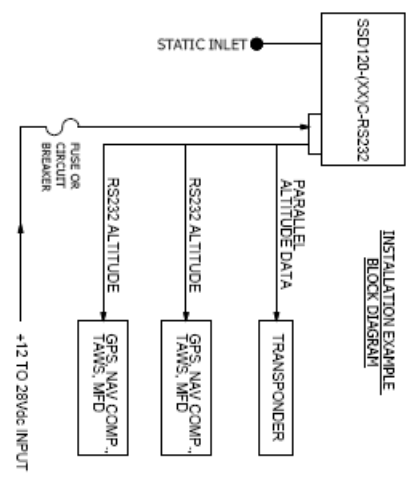 INSTALLATION EXAMPLE
BLOCK DIAGRAM
SSD120-(XX)C-RS232
STATIC INLET
PARALLEL
ALTITUDE DATA
TRANSPONDER
RS232 ALTITUDE
GPS, NAV COMP.,
TAWS, MFD
RS232 ALTITUDE
GPS, NAV COMP.,
TAWS, MFD
FUSE OR
CIRCUIT
BREAKER
+12 TO 28Vdc INPUT